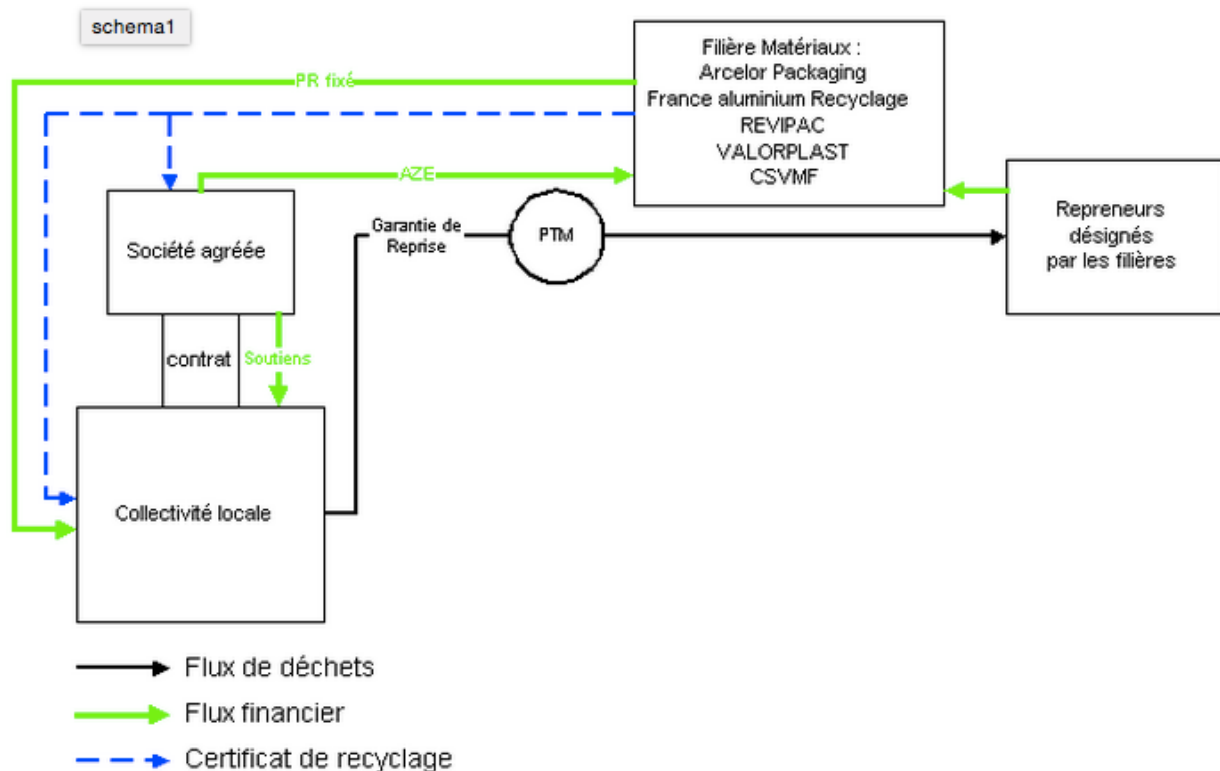 schema1
Filière Matériaux :
Arcelor Packaging
France aluminium Recyclage
REVIPAC
VALORPLAST
CSVMF
PR fixé
AZE
Société agréée
Garantie de
Reprise
PTM
Repreneurs
désignés
par les filières
contrat
Soutiens
Collectivité locale
Flux de déchets
Flux financier
Certificat de recyclage